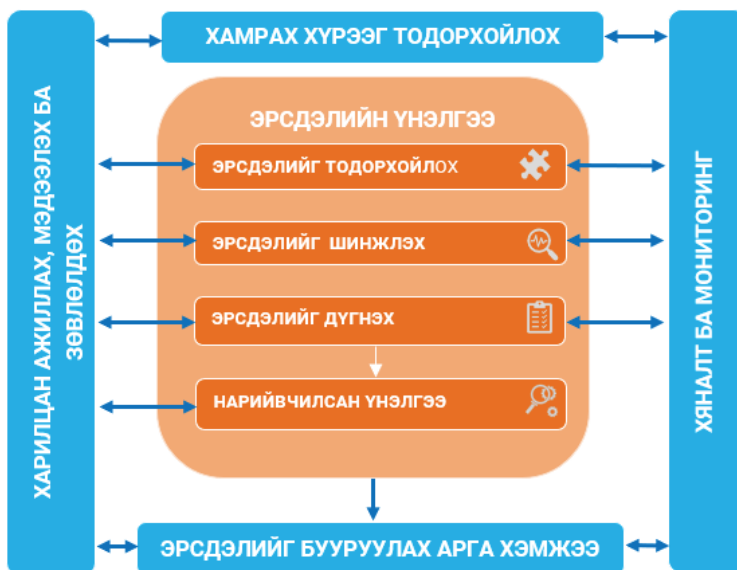 ХАРИЛЦАН АЖИЛЛАХ, МЭДЭЭЛЭХ БА
ЗӨВЛӨЛДӨХ
ХАМРАХ ХҮРЭЭГ ТОДОРХОЙЛОХ
ЭРСДЭЛИЙН ҮНЭЛГЭЭ
ЭРСДЭЛИЙГ ТОДОРХОЙЛОХ
ЭРСДЭЛИЙГ ШИНЖЛЭХ
ЭРСДЭЛИЙГ ДҮГНЭХ
НАРИЙВЧИЛСАН ҮНЭЛГЭЭ
ЭРСДЭЛИЙГ БУУРУУЛАХ АРГА ХЭМЖЭЭ
ХЯНАЛТ БА МОНИТОРИНГ